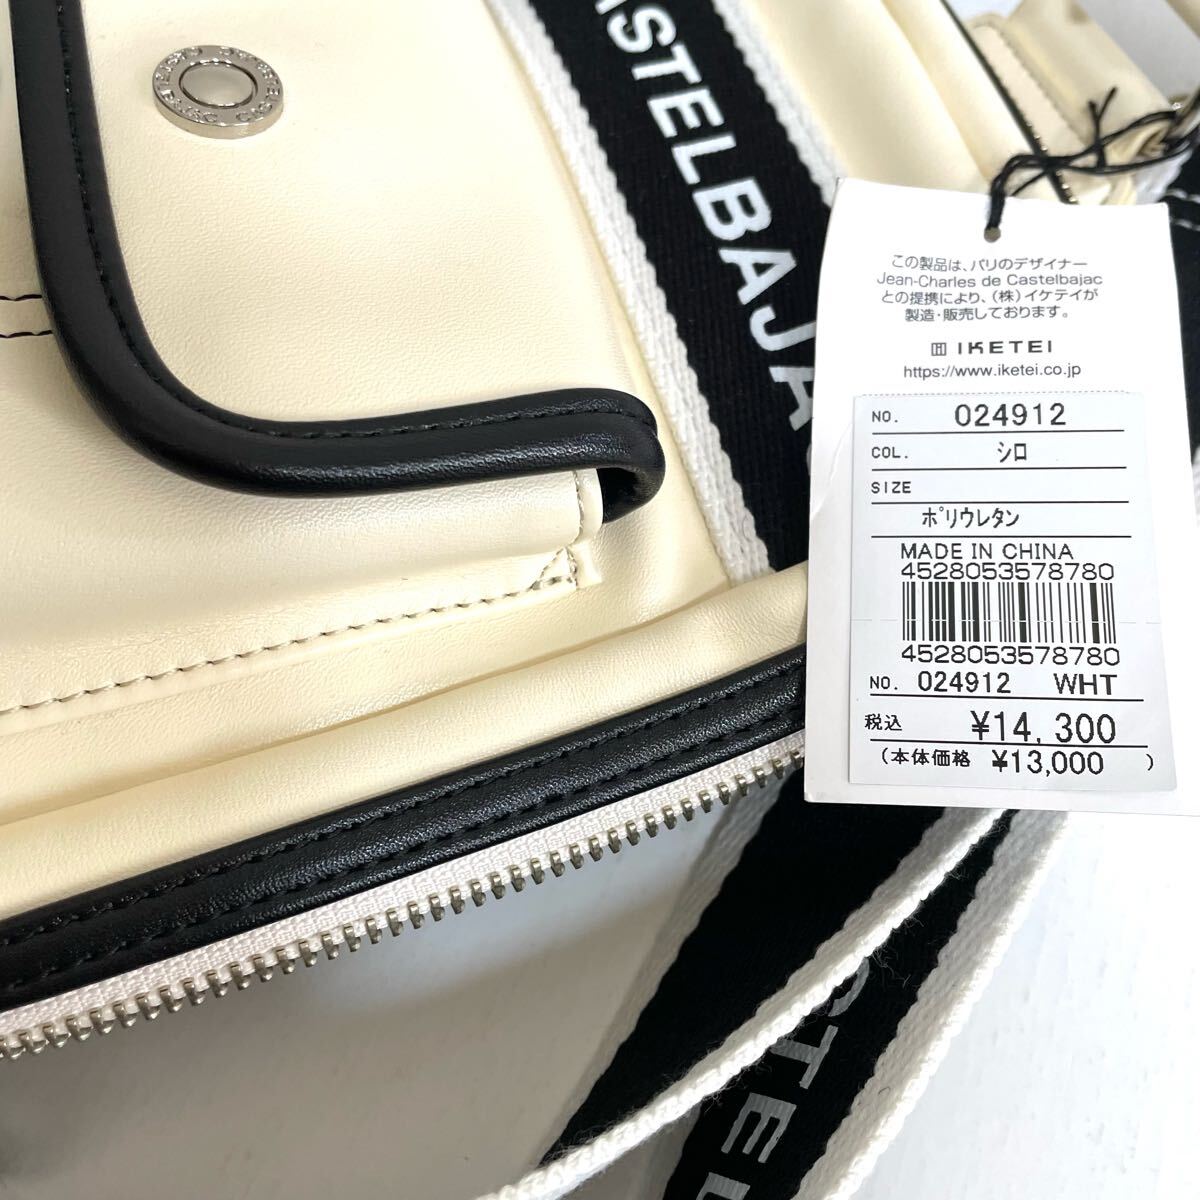 ASTELBAJA
この製品は、パリのデザイナー
Jean-Charles de Castelbajac
との提携により、(株)イケテイが
製造・販売しております。
IKETEI
https://www.iketei.co.jp
NO. 024912
COL. シロ
SIZE
ポリウレタン
MADE IN CHINA
4528053578780
4528053578780
NO. 024912 WHT
税込 ¥14,300
(本体価格 ¥13,000 )
STEL